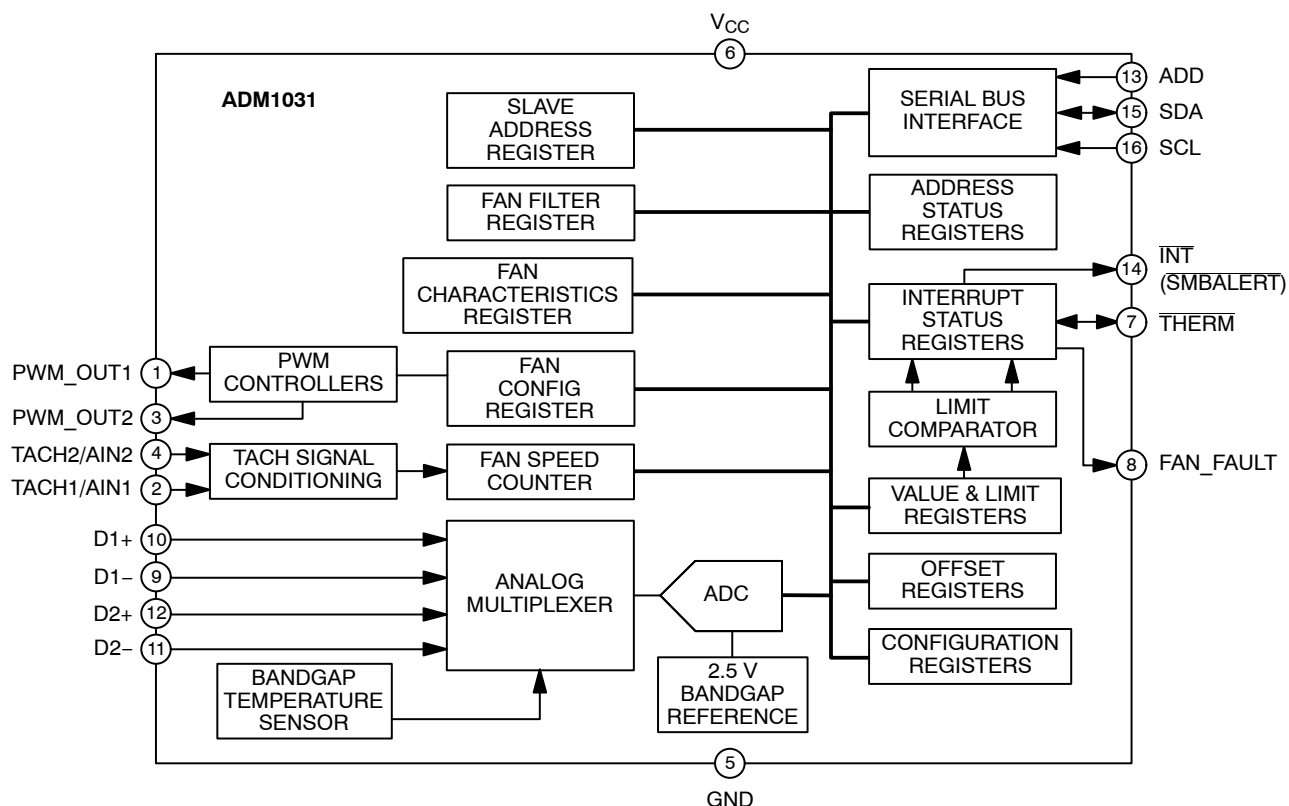 V_CC
6
ADM1031
SLAVE
ADDRESS
REGISTER
FAN FILTER
REGISTER
FAN
CHARACTERISTICS
REGISTER
PWM_OUT1
1
PWM
CONTROLLERS
FAN
CONFIG
REGISTER
PWM_OUT2
3
TACH2/AIN2
4
TACH1/AIN1
2
TACH SIGNAL
CONDITIONING
FAN SPEED
COUNTER
D1+
10
D1−
9
D2+
12
D2−
11
ANALOG
MULTIPLEXER
ADC
BANDGAP
TEMPERATURE
SENSOR
2.5 V
BANDGAP
REFERENCE
SERIAL BUS
INTERFACE
13
ADD
15
SDA
16
SCL
ADDRESS
STATUS
REGISTERS
INTERRUPT
STATUS
REGISTERS
14
INT
(SMBALERT)
7
THERM
LIMIT
COMPARATOR
8
FAN_FAULT
VALUE & LIMIT
REGISTERS
OFFSET
REGISTERS
CONFIGURATION
REGISTERS
5
GND